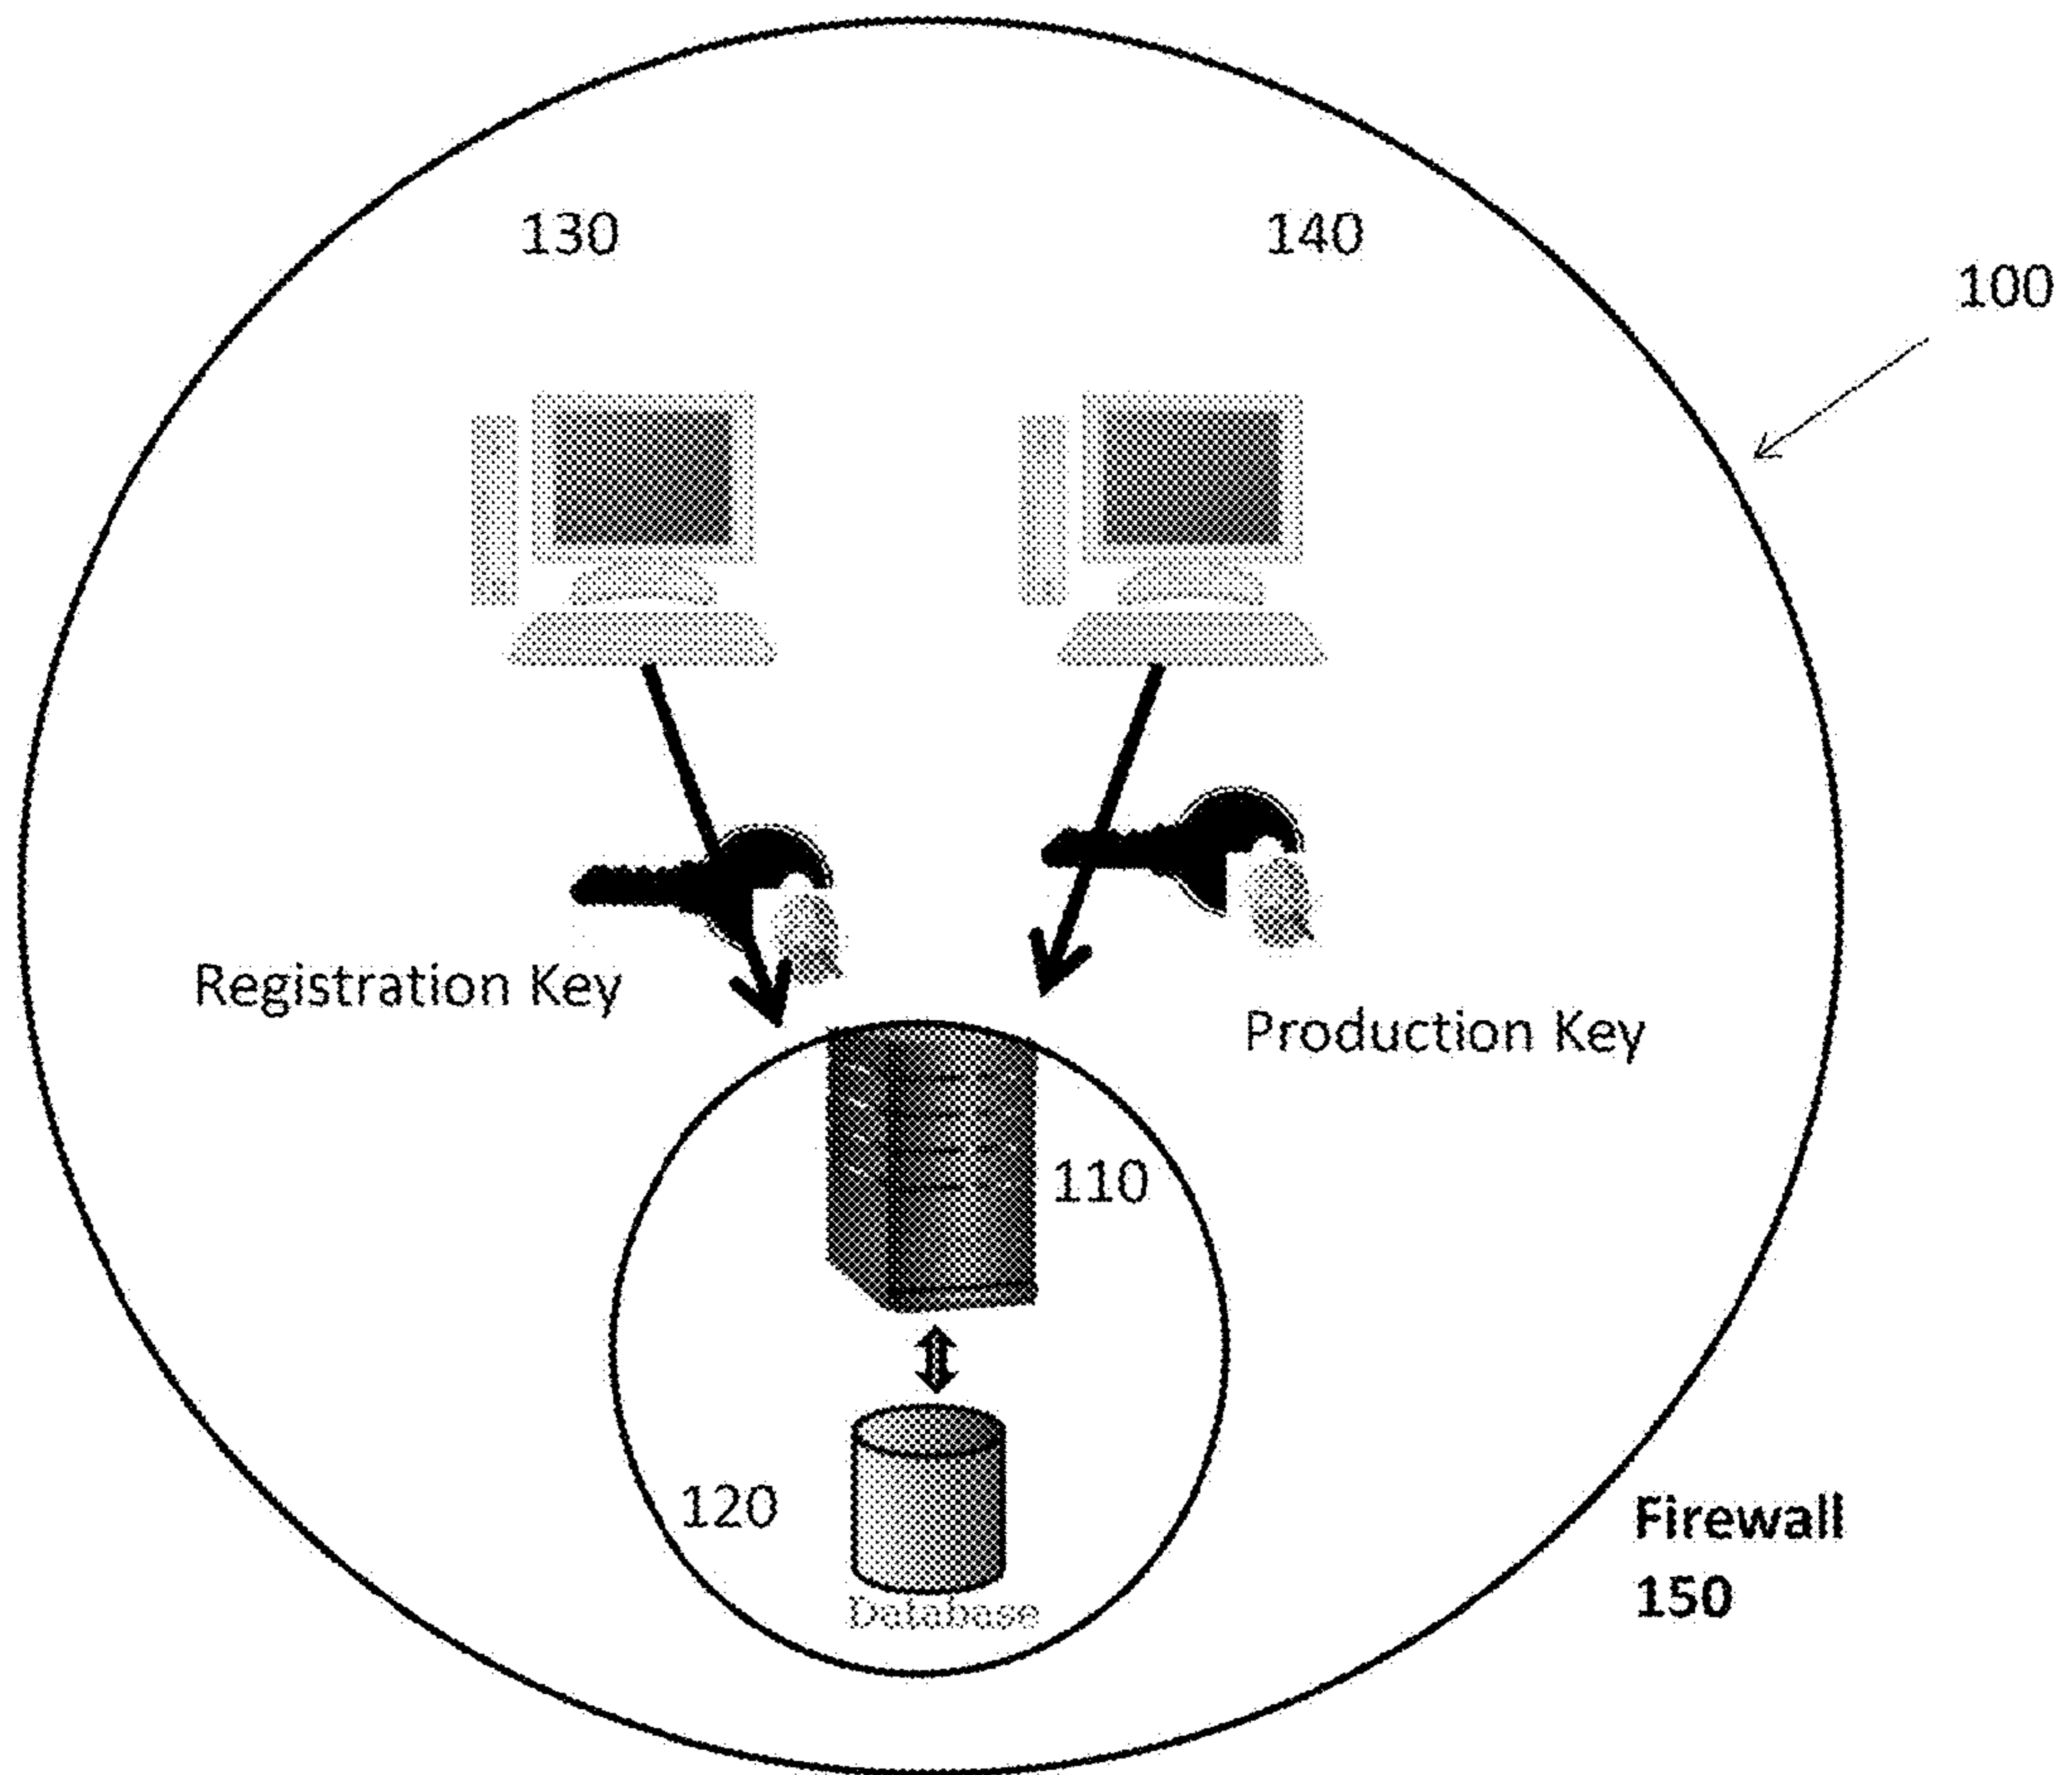 130
140
100
Registration Key
Production Key
110
120
Database
Firewall
150